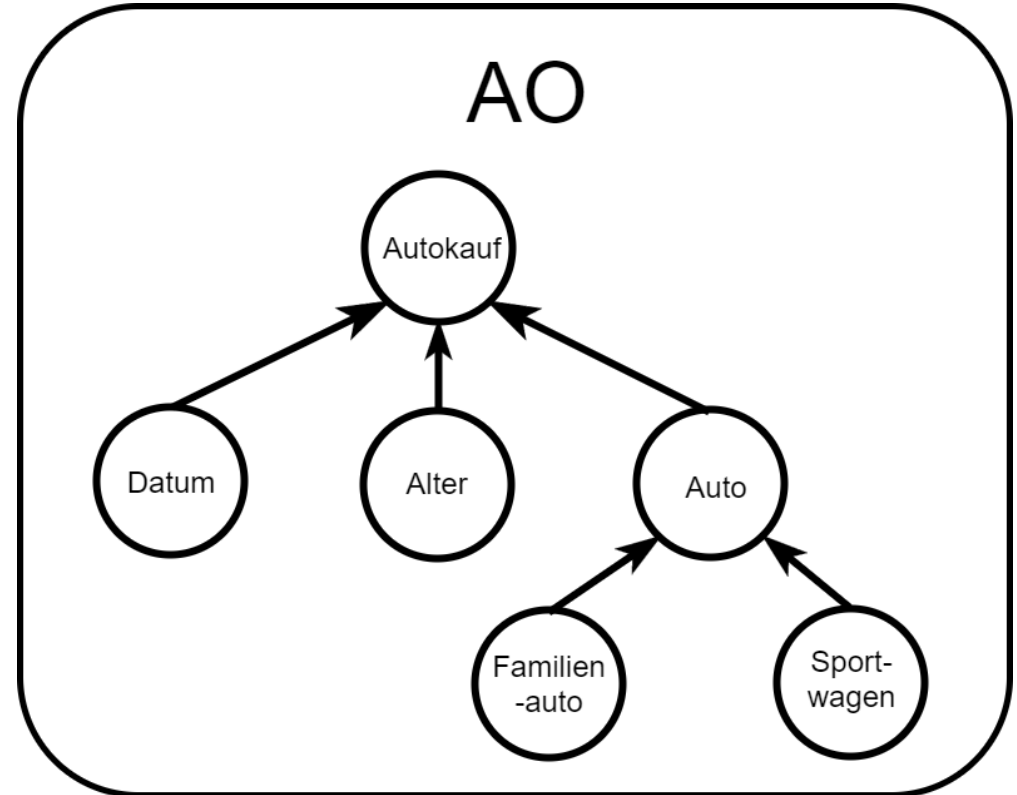 AO
Autokauf
Datum
Alter
Auto
Familien
-auto
Sport-
wagen